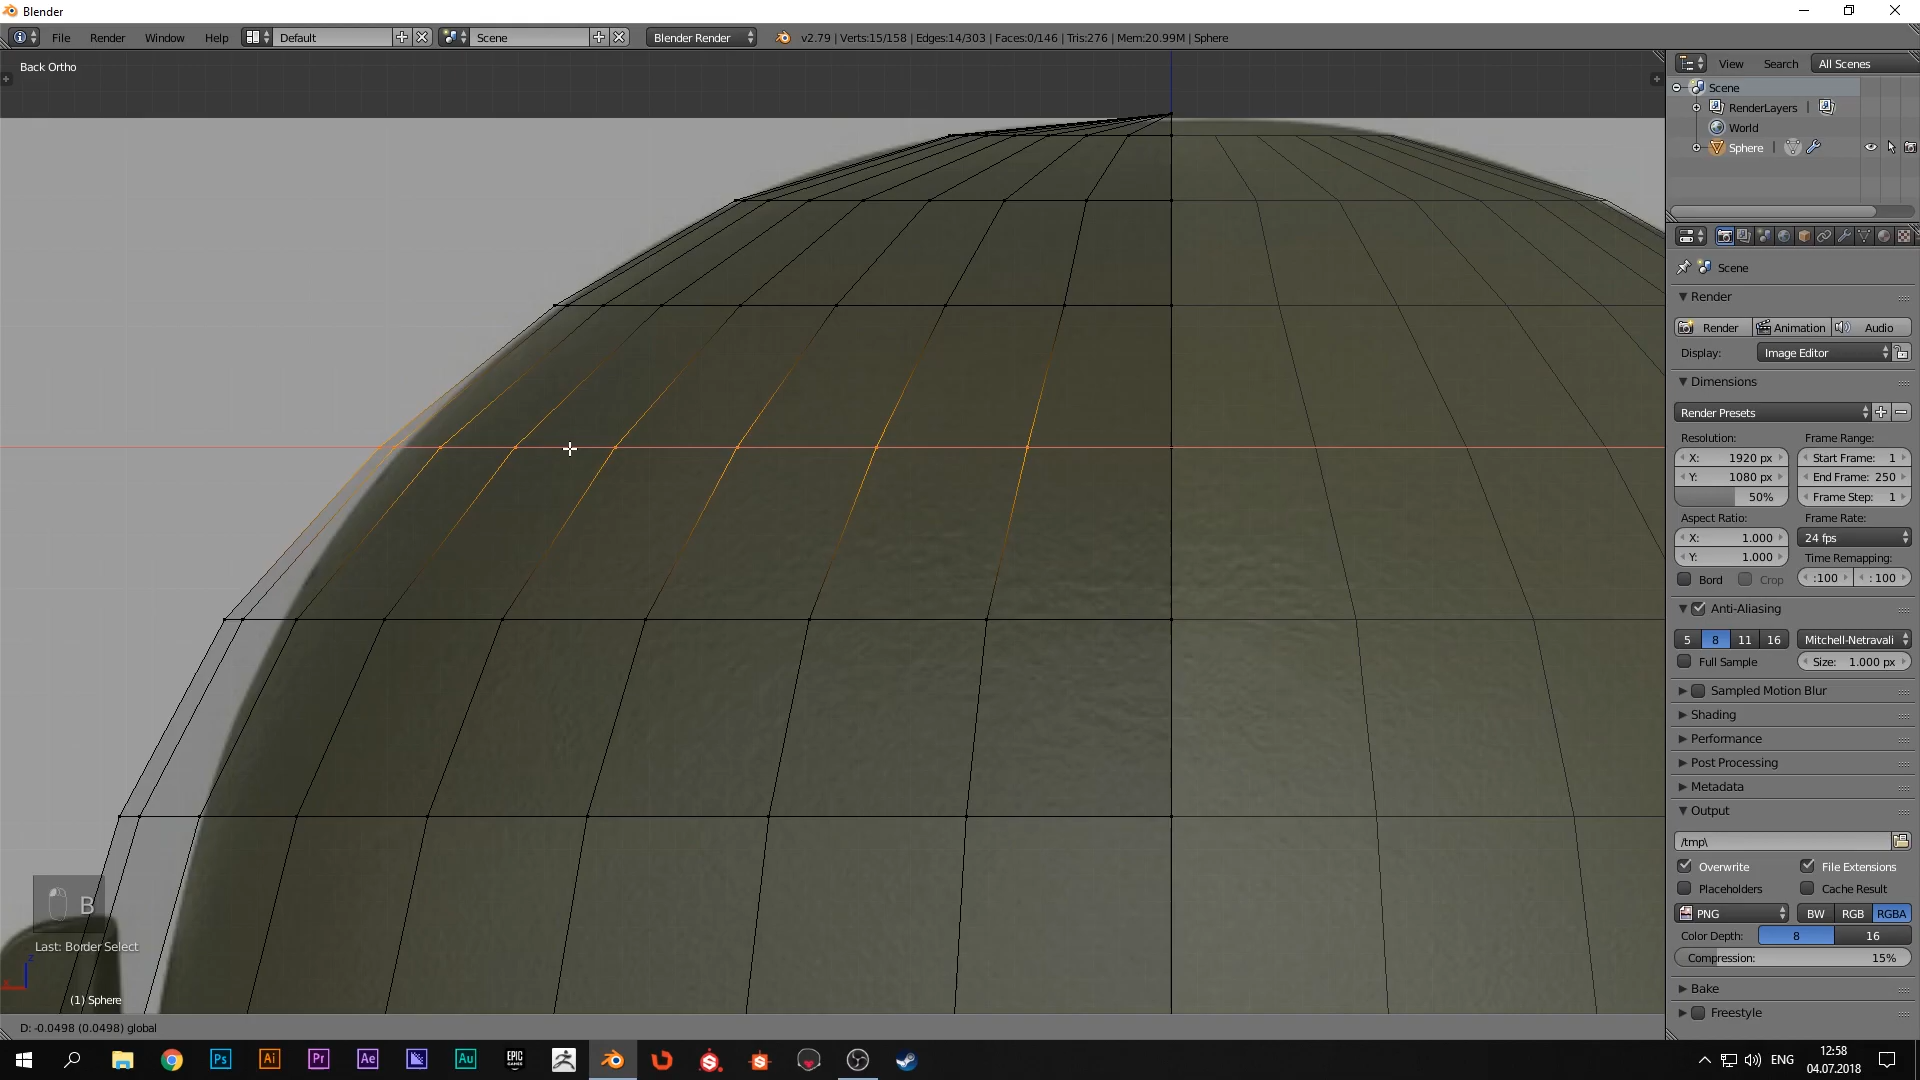 Blender
File Render Window Help Default Scene Blender Render v2.79 | Verts:15/158 | Edges:14/303 | Faces:0/146 | Tris:276 | Mem:20.99M | Sphere
Back Ortho
View Search All Scenes
Scene
RenderLayers |
World
Sphere |
Scene
Render
Render Animation Audio
Display: Image Editor
Dimensions
Render Presets
Resolution: Frame Range:
X: 1920 px Start Frame: 1
Y: 1080 px End Frame: 250
50% Frame Step: 1
Aspect Ratio: Frame Rate:
X: 1.000 24 fps
Y: 1.000 Time Remapping:
Bord Crop :100 : 100
Anti-Aliasing
5 8 11 16 Mitchell-Netravali
Full Sample Size: 1.000 px
Sampled Motion Blur
Shading
Performance
Post Processing
Metadata
Output
/tmp\
Overwrite File Extensions
Placeholders Cache Result
PNG BW RGB RGBA
Color Depth: 8 16
Compression: 15%
Bake
Freestyle
B
Last: Border Select
z
(1) Sphere
D: -0.0498 (0.0498) global
Ps Ai Pr Ae Au EPIC GAMES
ENG 12:58
04.07.2018